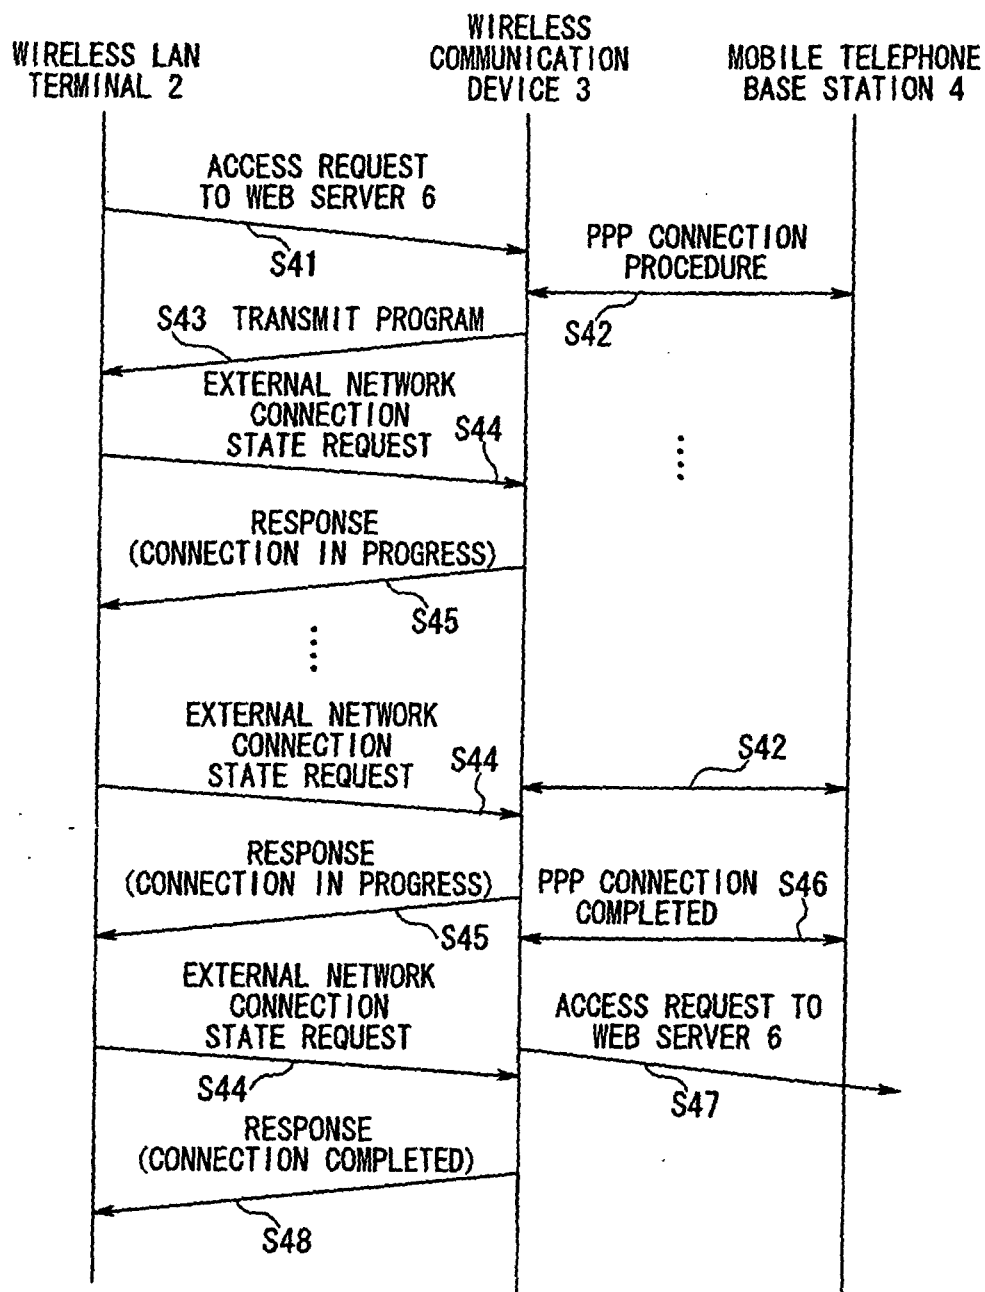 WIRELESS LAN
TERMINAL 2
WIRELESS
COMMUNICATION
DEVICE 3
MOBILE TELEPHONE
BASE STATION 4
ACCESS REQUEST
TO WEB SERVER 6
S41
PPP CONNECTION
PROCEDURE
S42
S43 TRANSMIT PROGRAM
EXTERNAL NETWORK
CONNECTION
STATE REQUEST
S44
RESPONSE
(CONNECTION IN PROGRESS)
S45
EXTERNAL NETWORK
CONNECTION
STATE REQUEST
S44
S42
RESPONSE
(CONNECTION IN PROGRESS)
S45
PPP CONNECTION S46
COMPLETED
EXTERNAL NETWORK
CONNECTION
STATE REQUEST
S44
ACCESS REQUEST TO
WEB SERVER 6
S47
RESPONSE
(CONNECTION COMPLETED)
S48